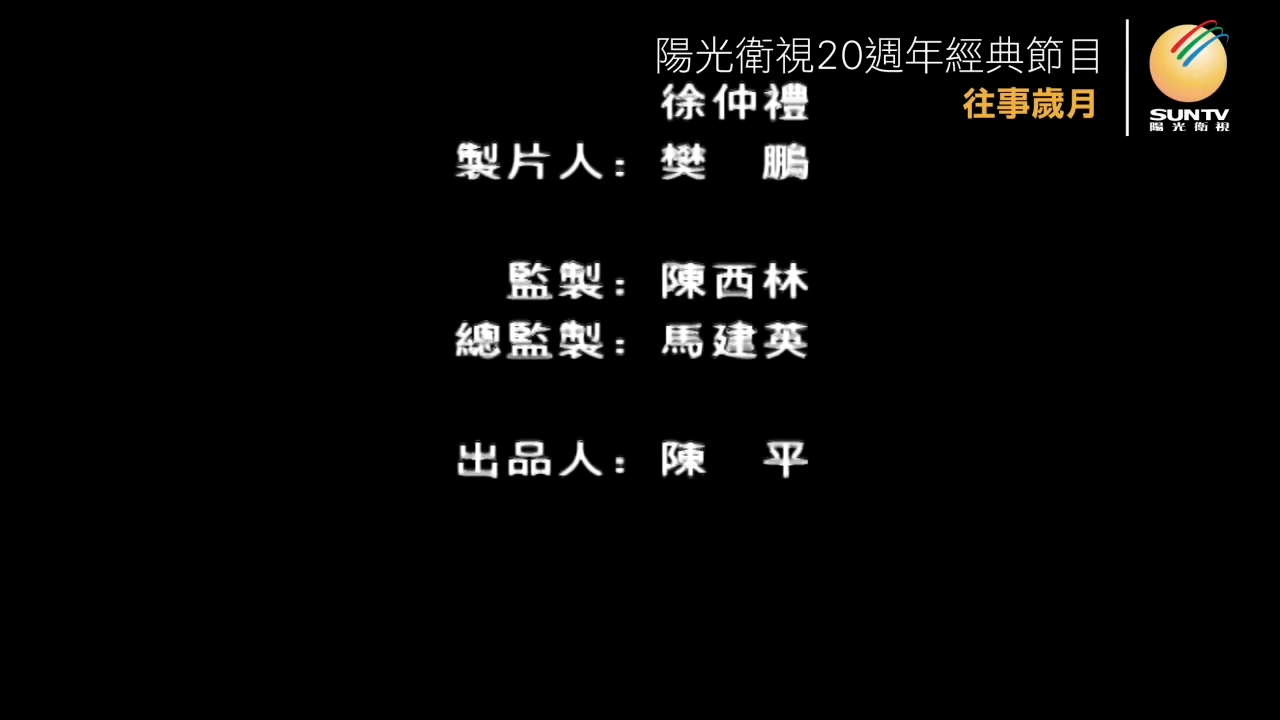 陽光衛視20週年經典節目
往事歲月
SUNTV
陽光衛視
徐仲禮
製片人：樊　鵬
監製：陳西林
總監製：馬建英
出品人：陳　平